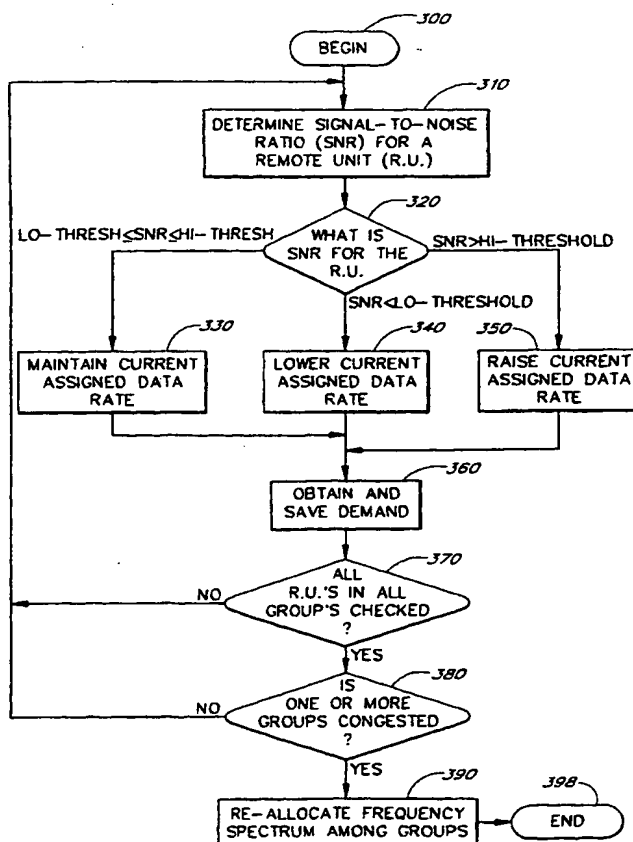 300
BEGIN
310
DETERMINE SIGNAL-TO-NOISE
RATIO (SNR) FOR A
REMOTE UNIT (R.U.)
320
LO-THRESH≤SNR≤HI-THRESH
WHAT IS
SNR FOR THE
R.U.
SNR>HI-THRESHOLD
SNR<LO-THRESHOLD
330
MAINTAIN CURRENT
ASSIGNED DATA
RATE
340
LOWER CURRENT
ASSIGNED DATA
RATE
350
RAISE CURRENT
ASSIGNED DATA
RATE
360
OBTAIN AND
SAVE DEMAND
370
ALL
R.U.'S IN ALL
GROUP'S CHECKED
?
NO
YES
380
IS
ONE OR MORE
GROUPS CONGESTED
?
NO
YES
390
RE-ALLOCATE FREQUENCY
SPECTRUM AMONG GROUPS
398
END